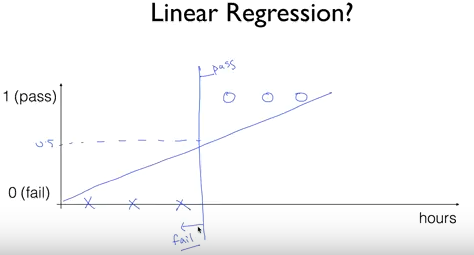 Linear Regression?
pass
1 (pass)
0.5
0 (fail)
hours
fail